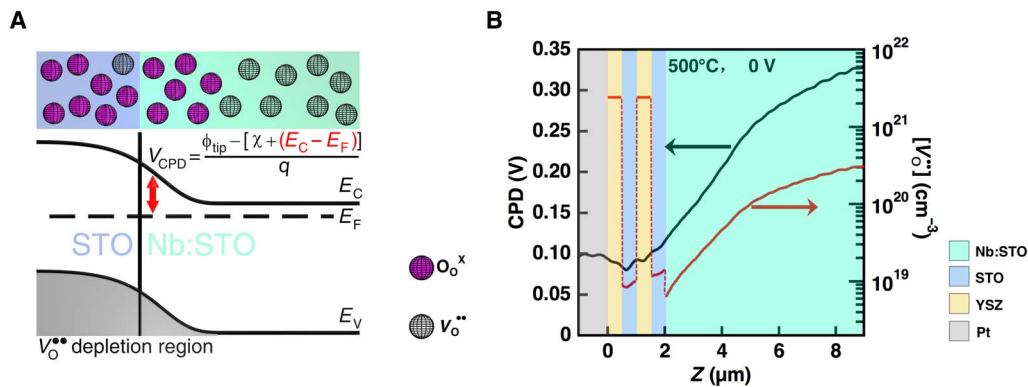 A
V_CPD = ϕ_tip − [ χ + (E_C − E_F)] / q
E_C
E_F
STO Nb:STO
E_V
V_O^•• depletion region
O_O^X
V_O^••
B
500°C, 0 V
CPD (V)
0.35
0.30
0.25
0.20
0.15
0.10
0.05
0
0 2 4 6 8
Z (μm)
10^22
10^21
10^20
10^19
[V_O^••] (cm^−3)
Nb:STO
STO
YSZ
Pt